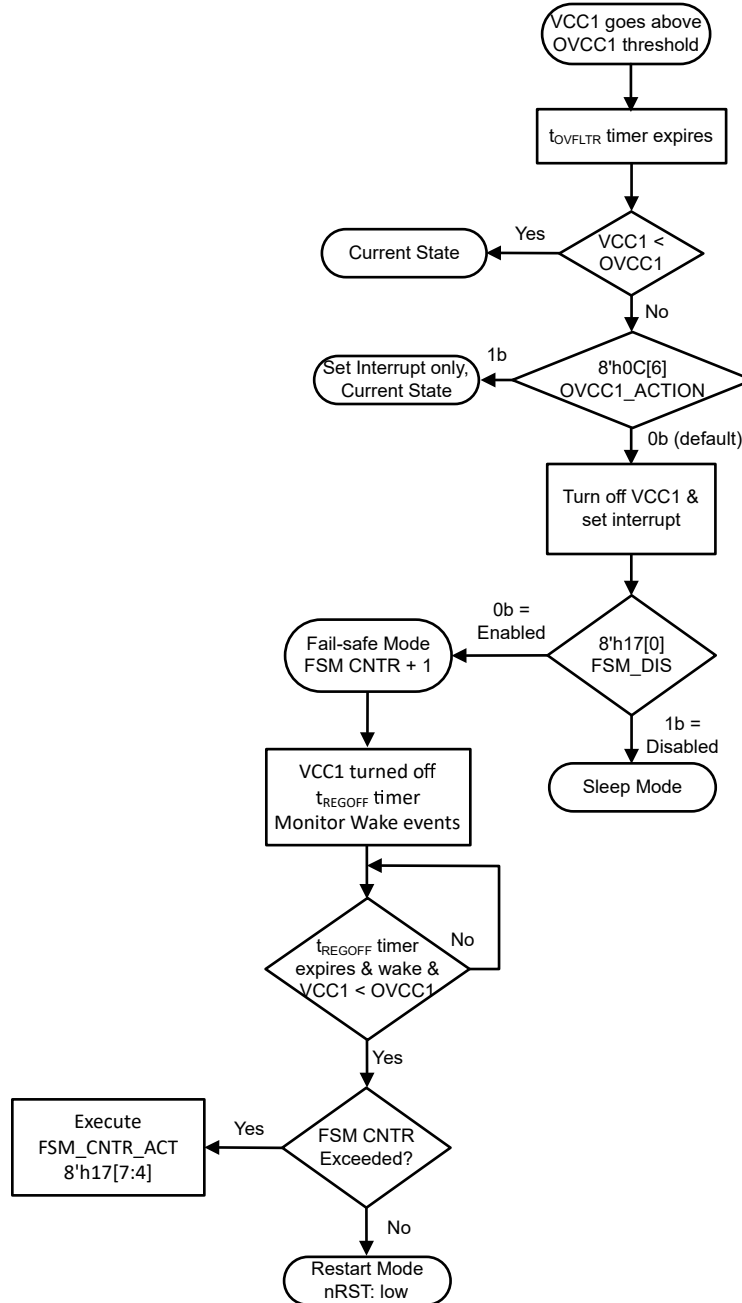 VCC1 goes above
OVCC1 threshold
tOVFLTR timer expires
Yes
Current State
VCC1 <
OVCC1
No
1b
Set Interrupt only,
Current State
8'h0C[6]
OVCC1_ACTION
0b (default)
Turn off VCC1 &
set interrupt
0b =
Enabled
Fail-safe Mode
FSM CNTR + 1
8'h17[0]
FSM_DIS
1b =
Disabled
Sleep Mode
VCC1 turned off
tREGOFF timer
Monitor Wake events
No
tREGOFF timer
expires & wake &
VCC1 < OVCC1
Yes
Execute
FSM_CNTR_ACT
8'h17[7:4]
Yes
FSM CNTR
Exceeded?
No
Restart Mode
nRST: low